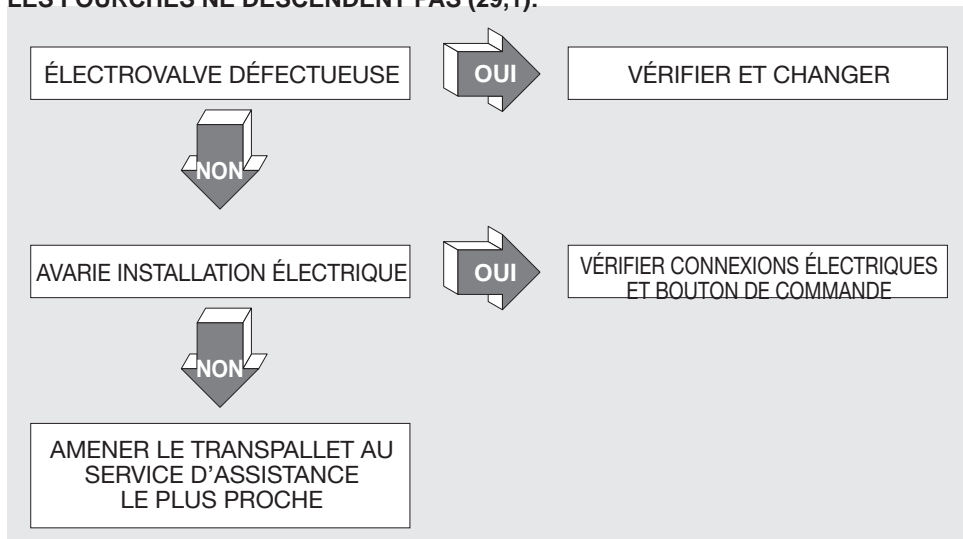 LES FOURCHES NE DESCENDENT PAS (29,1):
ÉLECTROVALVE DÉFECTUEUSE
OUI
VÉRIFIER ET CHANGER
NON
AVARIE INSTALLATION ÉLECTRIQUE
OUI
VÉRIFIER CONNEXIONS ÉLECTRIQUES
ET BOUTON DE COMMANDE
NON
AMENER LE TRANSPALLET AU
SERVICE D'ASSISTANCE
LE PLUS PROCHE